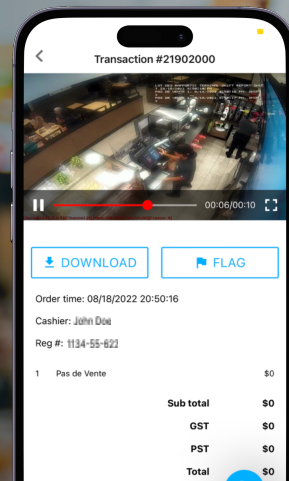 Transaction #21902000
00:06/00:10
DOWNLOAD
FLAG
Order time: 08/18/2022 20:50:16
Cashier: John Doe
Reg #: 1134-55-622
1 Pas de Vente $0
Sub total $0
GST $0
PST $0
Total $0